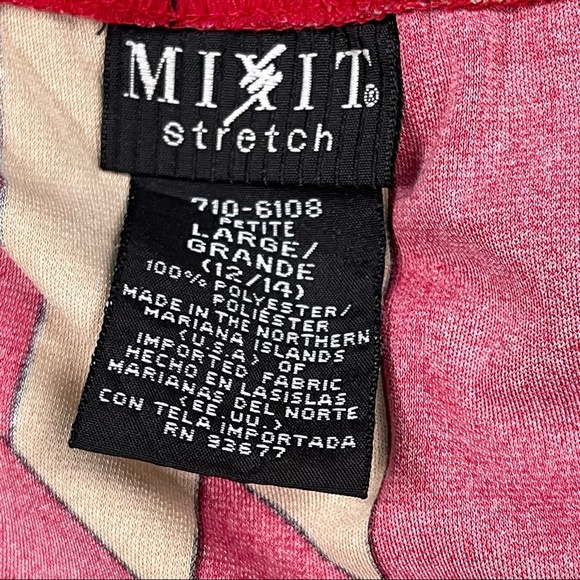 MIXIT®
stretch
710-6108
PETITE
LARGE/
GRANDE
(12/14)
100% POLYESTER/
POLIÉSTER
MADE IN THE NORTHERN
MARIANA ISLANDS
<U.S.A> OF
IMPORTED FABRIC
HECHO EN LASISLAS
MARIANAS DEL NORTE
<EE.UU.>
CON TELA IMPORTADA
RN 93677